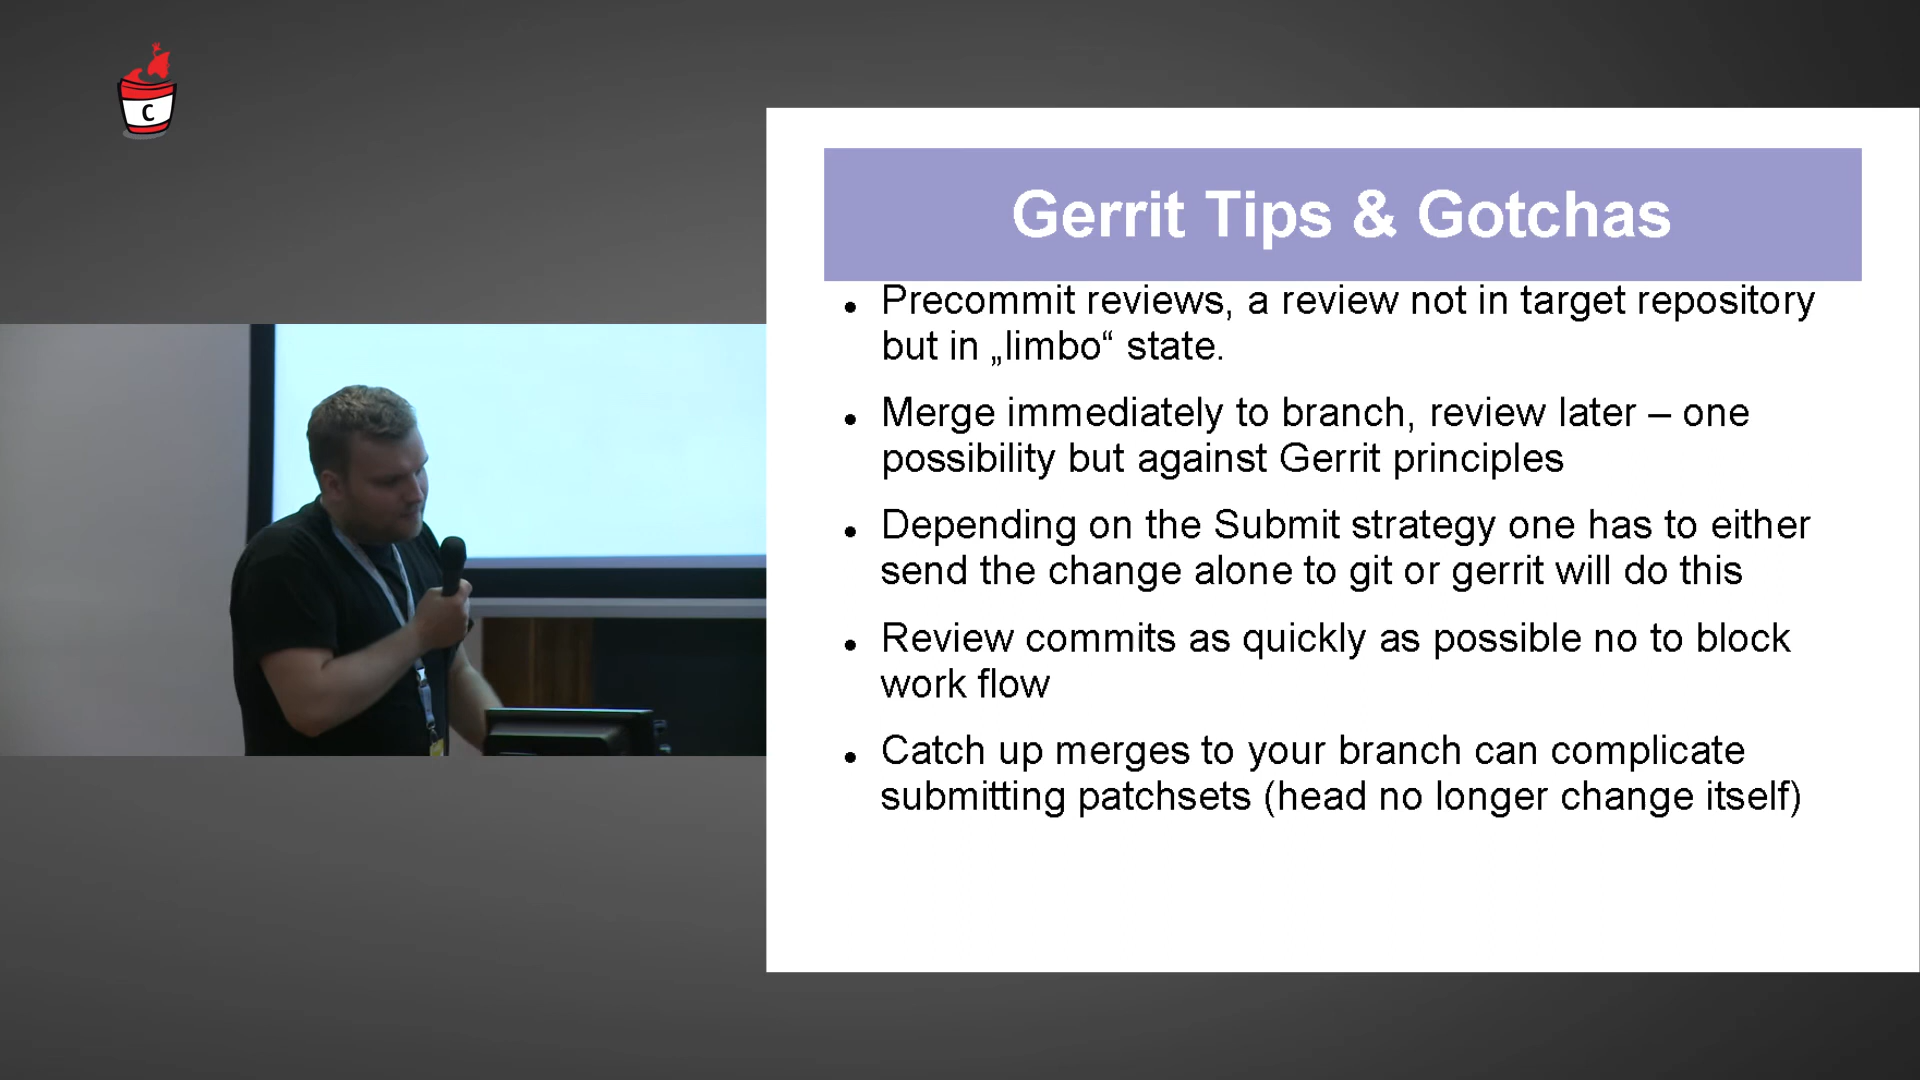 C
Gerrit Tips & Gotchas
Precommit reviews, a review not in target repository
but in „limbo“ state.
Merge immediately to branch, review later – one
possibility but against Gerrit principles
Depending on the Submit strategy one has to either
send the change alone to git or gerrit will do this
Review commits as quickly as possible no to block
work flow
Catch up merges to your branch can complicate
submitting patchsets (head no longer change itself)